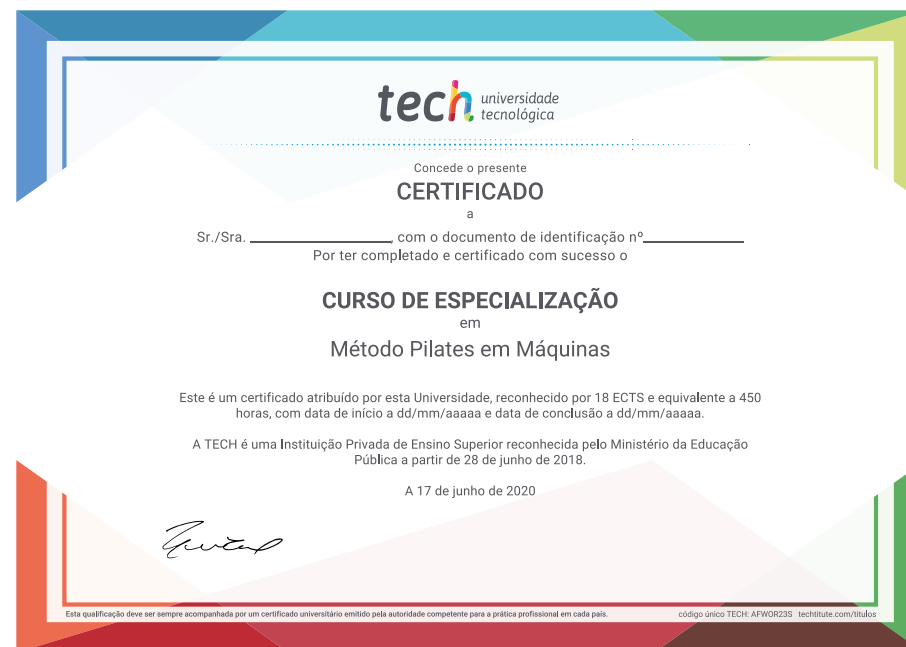 tech universidade
tecnológica
Concede o presente
CERTIFICADO
a
Sr./Sra. ____________, com o documento de identificação nº____________
Por ter completado e certificado com sucesso o
CURSO DE ESPECIALIZAÇÃO
em
Método Pilates em Máquinas
Este é um certificado atribuído por esta Universidade, reconhecido por 18 ECTS e equivalente a 450
horas, com data de início a dd/mm/aaaaa e data de conclusão a dd/mm/aaaaa.
A TECH é uma Instituição Privada de Ensino Superior reconhecida pelo Ministério da Educação
Pública a partir de 28 de junho de 2018.
A 17 de junho de 2020
Esta qualificação deve ser sempre acompanhada por um certificado universitário emitido pela autoridade competente para a prática profissional em cada país.
código único TECH: AFWOR23S techtitute.com/titulos